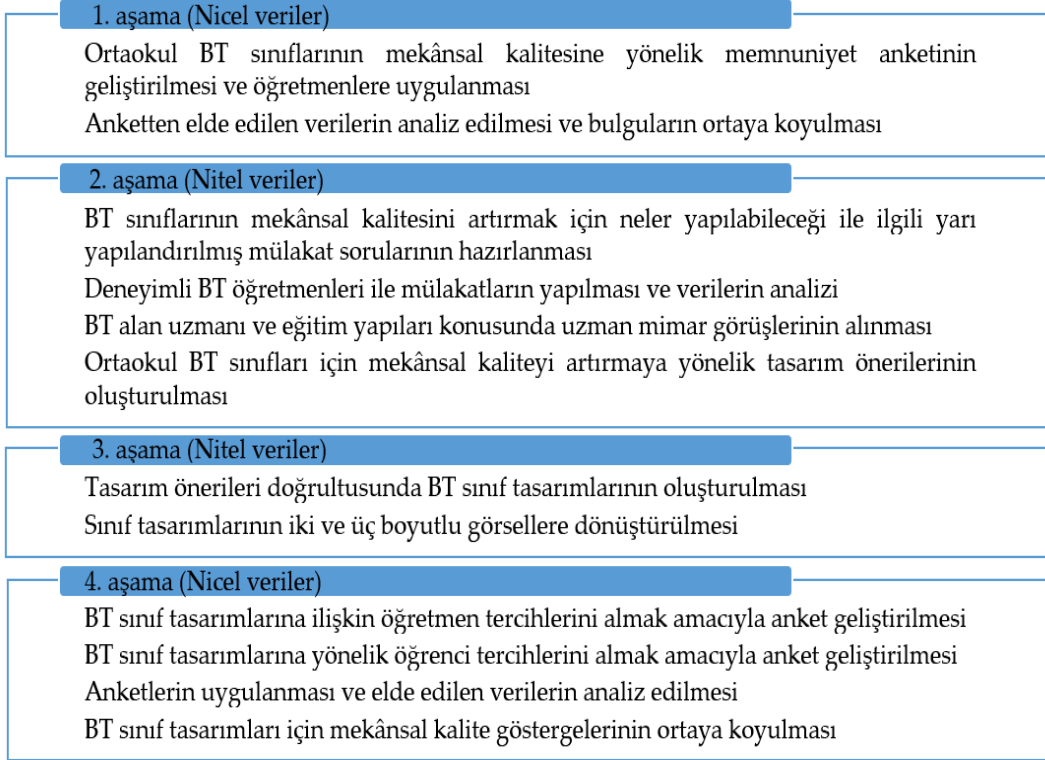 1. aşama (Nicel veriler)
Ortaokul BT sınıflarının mekânsal kalitesine yönelik memnuniyet anketinin
geliştirilmesi ve öğretmenlere uygulanması
Anketten elde edilen verilerin analiz edilmesi ve bulguların ortaya koyulması
2. aşama (Nitel veriler)
BT sınıflarının mekânsal kalitesini artırmak için neler yapılabileceği ile ilgili yarı
yapılandırılmış mülakat sorularının hazırlanması
Deneyimli BT öğretmenleri ile mülakatların yapılması ve verilerin analizi
BT alan uzmanı ve eğitim yapıları konusunda uzman mimar görüşlerinin alınması
Ortaokul BT sınıfları için mekânsal kaliteyi artırmaya yönelik tasarım önerilerinin
oluşturulması
3. aşama (Nitel veriler)
Tasarım önerileri doğrultusunda BT sınıf tasarımlarının oluşturulması
Sınıf tasarımlarının iki ve üç boyutlu görsellere dönüştürülmesi
4. aşama (Nicel veriler)
BT sınıf tasarımlarına ilişkin öğretmen tercihlerini almak amacıyla anket geliştirilmesi
BT sınıf tasarımlarına yönelik öğrenci tercihlerini almak amacıyla anket geliştirilmesi
Anketlerin uygulanması ve elde edilen verilerin analiz edilmesi
BT sınıf tasarımları için mekânsal kalite göstergelerinin ortaya koyulması